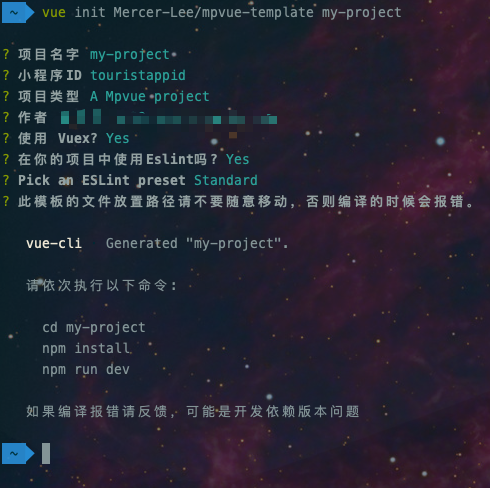 ~ vue init Mercer-Lee/mpvue-template my-project
? 项目名字 my-project
? 小程序ID touristappid
? 项目类型 A Mpvue project
? 作者
? 使用 Vuex? Yes
? 在你的项目中使用Eslint吗? Yes
? Pick an ESLint preset Standard
? 此模板的文件放置路径请不要随意移动, 否则编译的时候会报错。
vue-cli Generated "my-project".
请依次执行以下命令:
cd my-project
npm install
npm run dev
如果编译报错请反馈, 可能是开发依赖版本问题
~